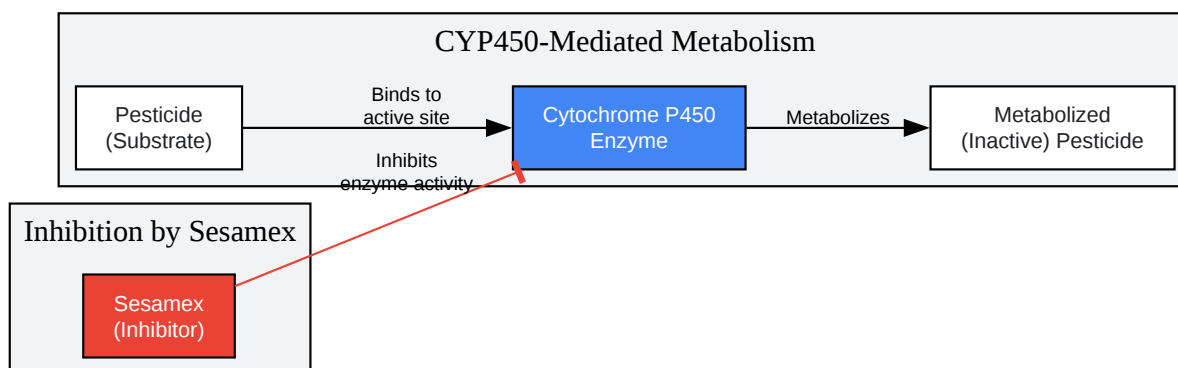 CYP450-Mediated Metabolism
Pesticide
(Substrate)
Binds to
active site
Cytochrome P450
Enzyme
Metabolizes
Metabolized
(Inactive) Pesticide
Inhibits
enzyme activity
Inhibition by Sesamex
Sesamex
(Inhibitor)